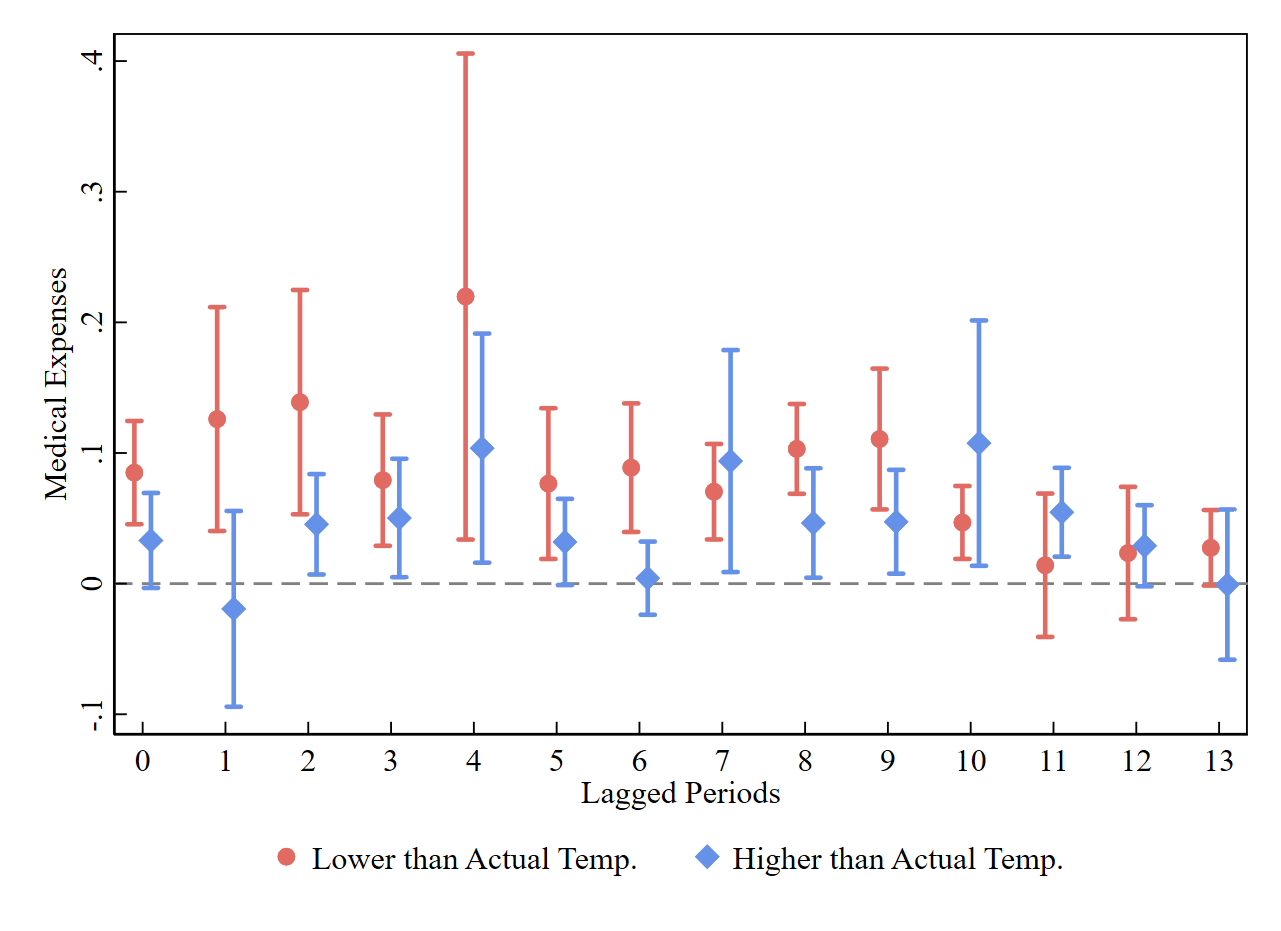 Medical Expenses
.4
.3
.2
.1
0
-.1
0 1 2 3 4 5 6 7 8 9 10 11 12 13
Lagged Periods
Lower than Actual Temp. Higher than Actual Temp.